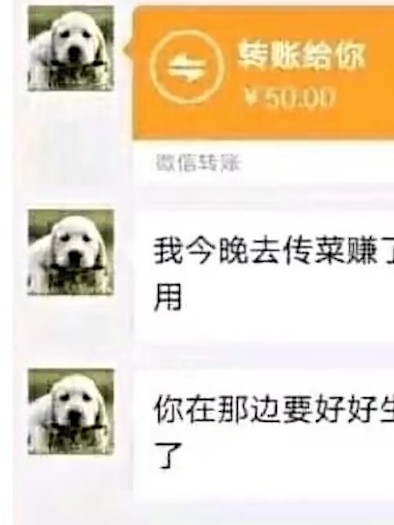 转账给你
￥50.00
微信转账
我今晚去传菜赚了
用
你在那边要好好生
了